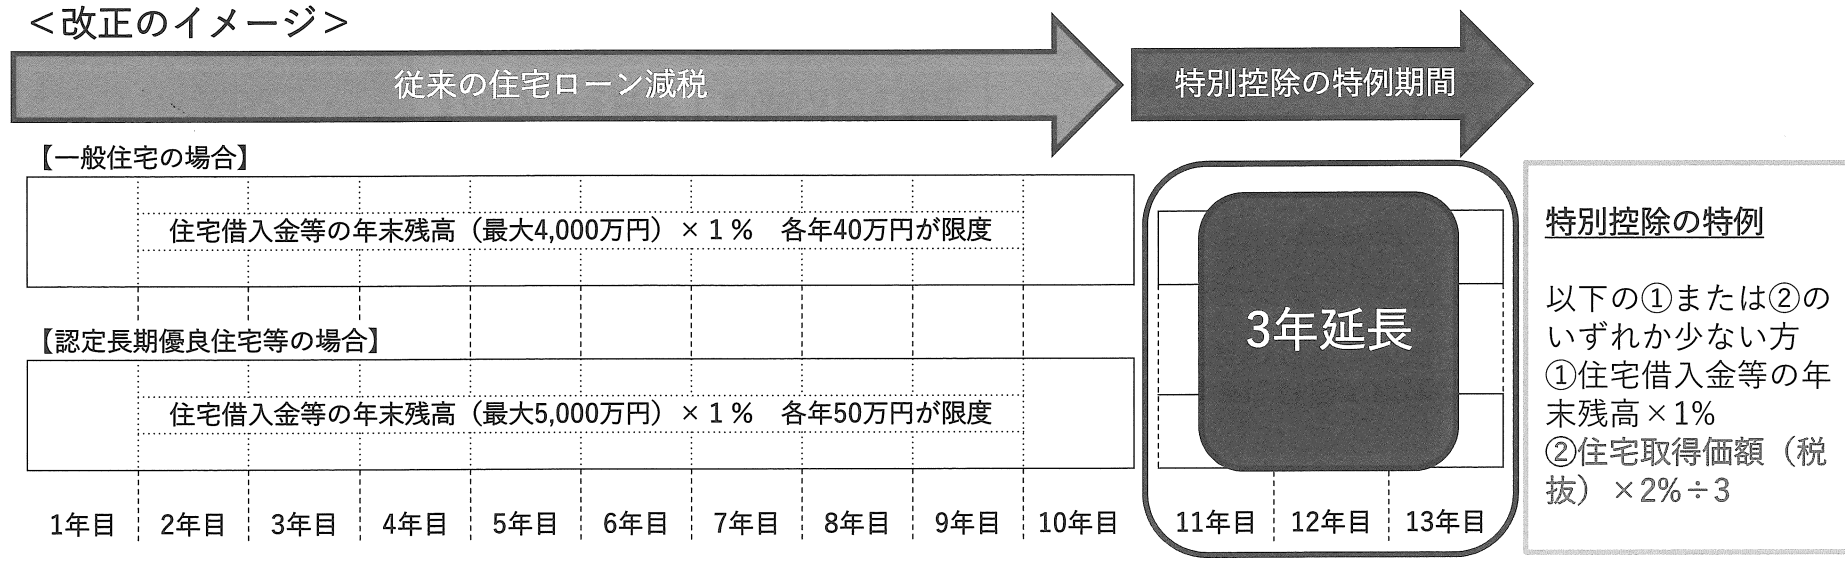 ＜改正のイメージ＞
従来の住宅ローン減税
特別控除の特例期間
【一般住宅の場合】
住宅借入金等の年末残高（最大4,000万円）×１％　各年40万円が限度
【認定長期優良住宅等の場合】
住宅借入金等の年末残高（最大5,000万円）×１％　各年50万円が限度
3年延長
1年目 2年目 3年目 4年目 5年目 6年目 7年目 8年目 9年目 10年目 11年目 12年目 13年目
特別控除の特例
以下の①または②の
いずれか少ない方
①住宅借入金等の年
末残高×1%
②住宅取得価額（税
抜）×2%÷3